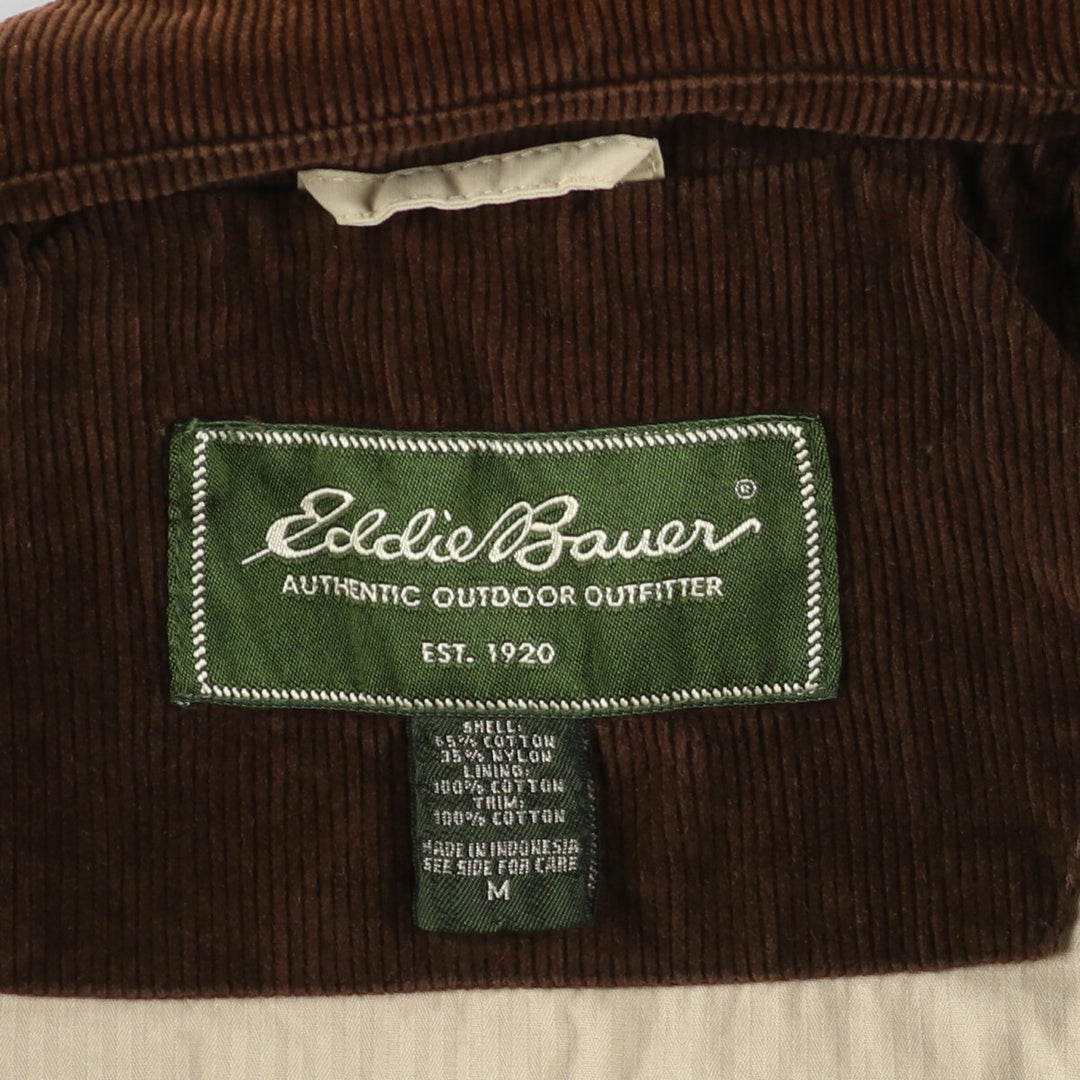 Eddie Bauer ®
AUTHENTIC OUTDOOR OUTFITTER
EST. 1920
SHELL:
65% COTTON
35% NYLON
LINING:
100% COTTON
TRIM:
100% COTTON
MADE IN INDONESIA
SEE SIDE FOR CARE
M